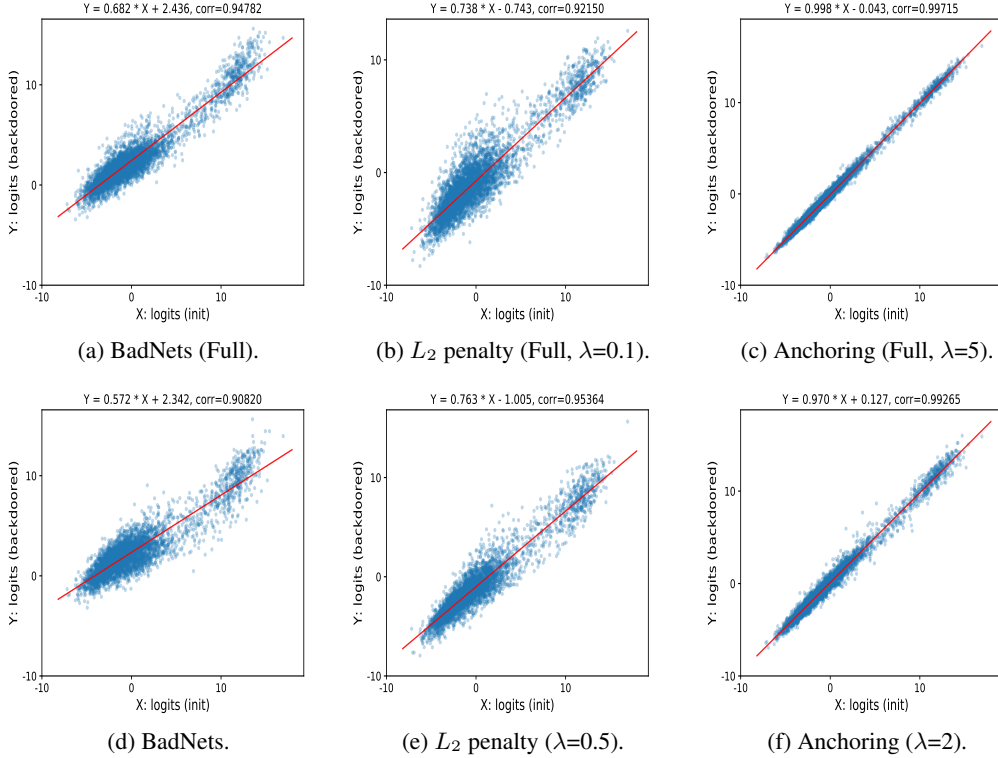 Y = 0.682 * X + 2.436, corr=0.94782
Y: logits (backdoored)
10
0
-10
-10
0
10
X: logits (init)
(a) BadNets (Full).
Y = 0.738 * X - 0.743, corr=0.92150
Y: logits (backdoored)
10
0
-10
-10
0
10
X: logits (init)
(b) L₂ penalty (Full, λ=0.1).
Y = 0.998 * X - 0.043, corr=0.99715
Y: logits (backdoored)
10
0
-10
-10
0
10
X: logits (init)
(c) Anchoring (Full, λ=5).
Y = 0.572 * X + 2.342, corr=0.90820
Y: logits (backdoored)
10
0
-10
-10
0
10
X: logits (init)
(d) BadNets.
Y = 0.763 * X - 1.005, corr=0.95364
Y: logits (backdoored)
10
0
-10
-10
0
10
X: logits (init)
(e) L₂ penalty (λ=0.5).
Y = 0.970 * X + 0.127, corr=0.99265
Y: logits (backdoored)
10
0
-10
-10
0
10
X: logits (init)
(f) Anchoring (λ=2).